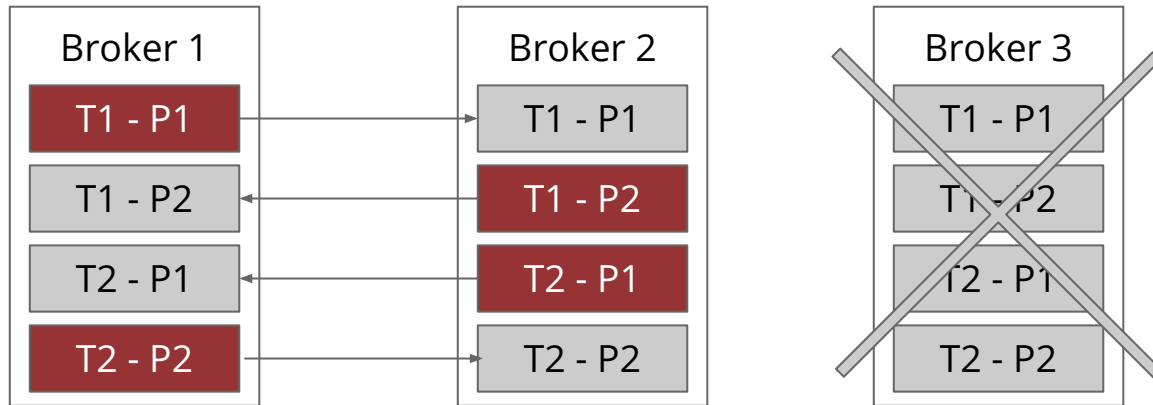 Broker 1
T1 - P1
T1 - P2
T2 - P1
T2 - P2
Broker 2
T1 - P1
T1 - P2
T2 - P1
T2 - P2
Broker 3
T1 - P1
T1 - P2
T2 - P1
T2 - P2